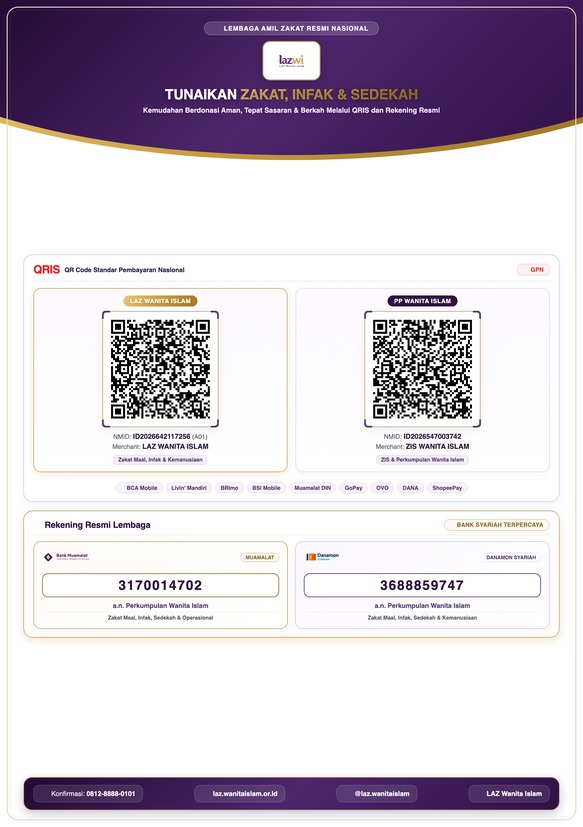 LEMBAGA AMIL ZAKAT RESMI NASIONAL
lazwi
TUNAIKAN ZAKAT, INFAK & SEDEKAH
Kemudahan Berdonasi Aman, Tepat Sasaran & Berkah Melalui QRIS dan Rekening Resmi
QRIS QR Code Standar Pembayaran Nasional
GPN
LAZ WANITA ISLAM
NMID: ID2026642117256 (A01)
Merchant: LAZ WANITA ISLAM
Zakat Maal, Infak & Kemanusiaan
PP WANITA ISLAM
NMID: ID2026547003742
Merchant: ZIS WANITA ISLAM
ZIS & Perkumpulan Wanita Islam
BCA Mobile Livin' Mandiri BRImo BSI Mobile Muamalat DIN GoPay OVO DANA ShopeePay
Rekening Resmi Lembaga
BANK SYARIAH TERPERCAYA
Bank Muamalat
MUAMALAT
3170014702
a.n. Perkumpulan Wanita Islam
Zakat Maal, Infak, Sedekah & Operasional
Danamon
DANAMON SYARIAH
3688859747
a.n. Perkumpulan Wanita Islam
Zakat Maal, Infak, Sedekah & Kemanusiaan
Konfirmasi: 0812-8888-0101
laz.wanitaislam.or.id
@laz.wanitaislam
LAZ Wanita Islam